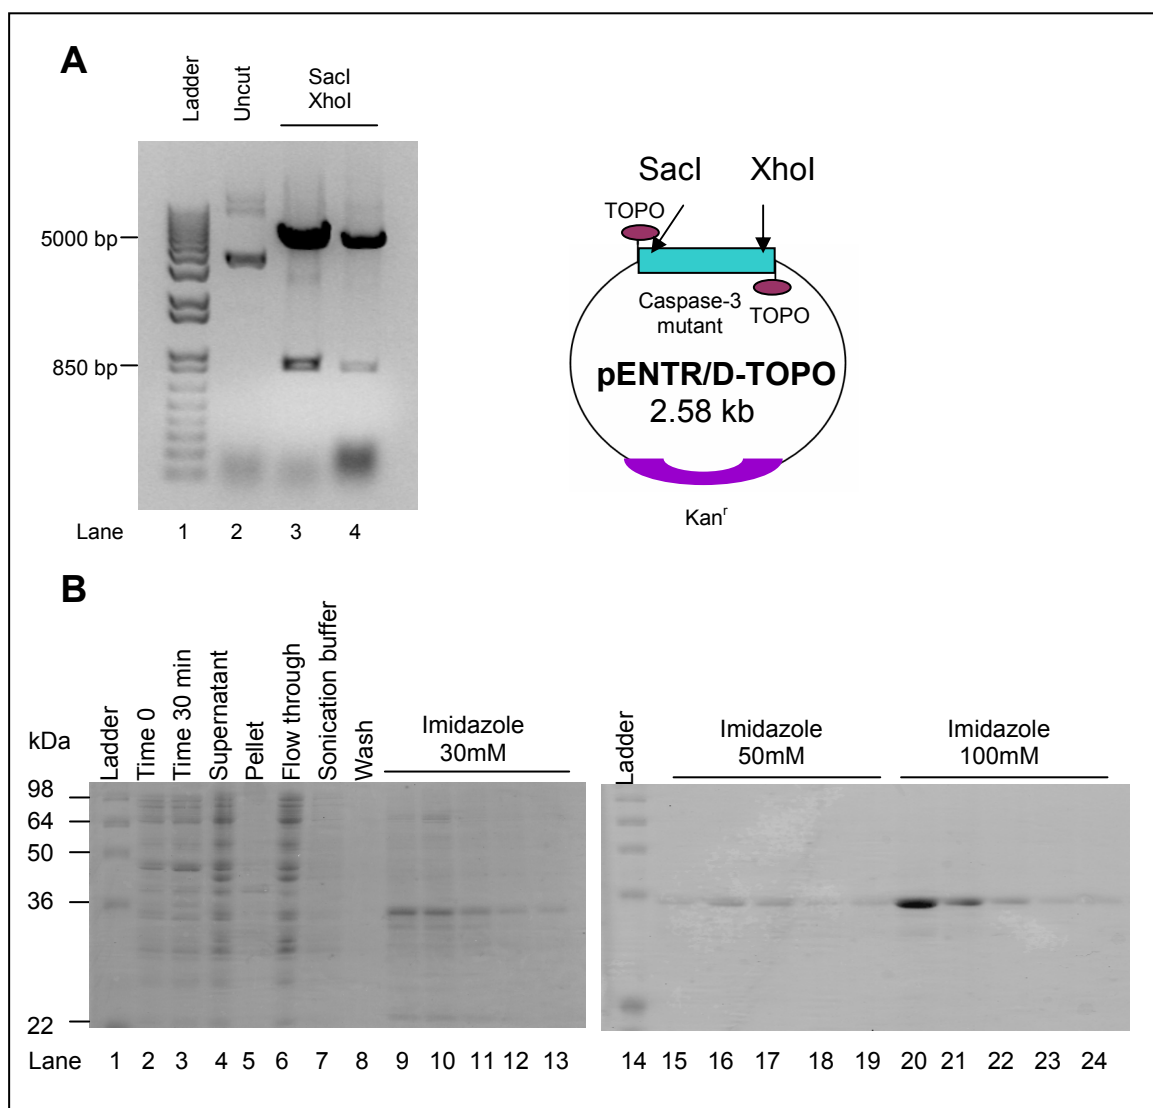 A
Ladder
Uncut
SacI
XhoI
5000 bp
850 bp
Lane 1 2 3 4
SacI XhoI
TOPO
Caspase-3
mutant
TOPO
pENTR/D-TOPO
2.58 kb
Kanʳ
B
kDa
Ladder
Time 0
Time 30 min
Supernatant
Pellet
Flow through
Sonication buffer
Wash
Imidazole
30mM
Ladder
Imidazole
50mM
Imidazole
100mM
98
64
50
36
22
Lane 1 2 3 4 5 6 7 8 9 10 11 12 13 14 15 16 17 18 19 20 21 22 23 24